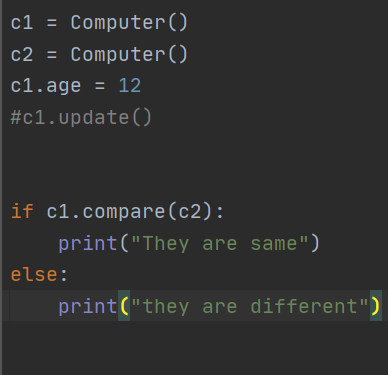 c1 = Computer()
c2 = Computer()
c1.age = 12
#c1.update()
if c1.compare(c2):
    print("They are same")
else:
    print("they are different")